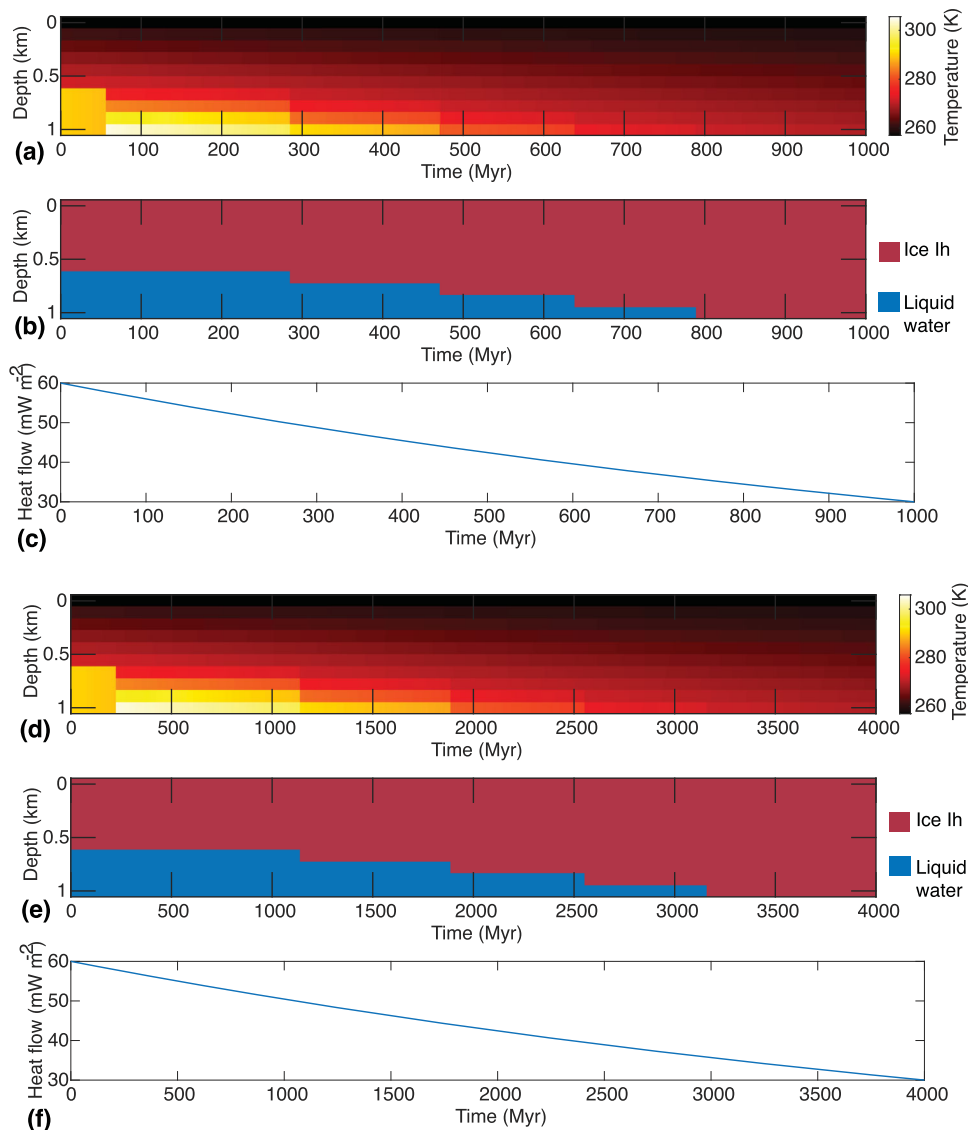 0
0.5
1
Depth (km)
300
280
260
Temperature (K)
0 100 200 300 400 500 600 700 800 900 1000
Time (Myr)
(a)
0
0.5
1
Depth (km)
Ice Ih
Liquid
water
0 100 200 300 400 500 600 700 800 900 1000
Time (Myr)
(b)
60
50
40
30
Heat flow (mW m-2)
0 100 200 300 400 500 600 700 800 900 1000
Time (Myr)
(c)
0
0.5
1
Depth (km)
300
280
260
Temperature (K)
0 500 1000 1500 2000 2500 3000 3500 4000
Time (Myr)
(d)
0
0.5
1
Depth (km)
Ice Ih
Liquid
water
0 500 1000 1500 2000 2500 3000 3500 4000
Time (Myr)
(e)
60
50
40
30
Heat flow (mW m-2)
0 500 1000 1500 2000 2500 3000 3500 4000
Time (Myr)
(f)